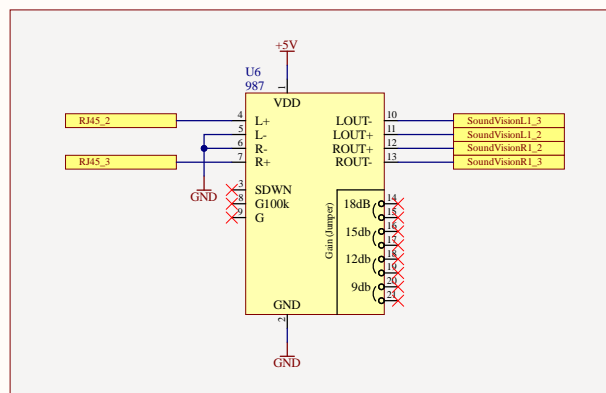 +5V
U6
987
1
VDD
RJ45_2
4
L+
LOUT-
10
SoundVisionL1_3
5
L-
LOUT+
11
SoundVisionL1_2
6
R-
ROUT+
12
SoundVisionR1_2
RJ45_3
7
R+
ROUT-
13
SoundVisionR1_3
GND
3
SDWN
8
G100k
9
G
Gain (Jumper)
18dB
14
15
15db
16
17
12db
18
19
9db
20
21
GND
2
GND